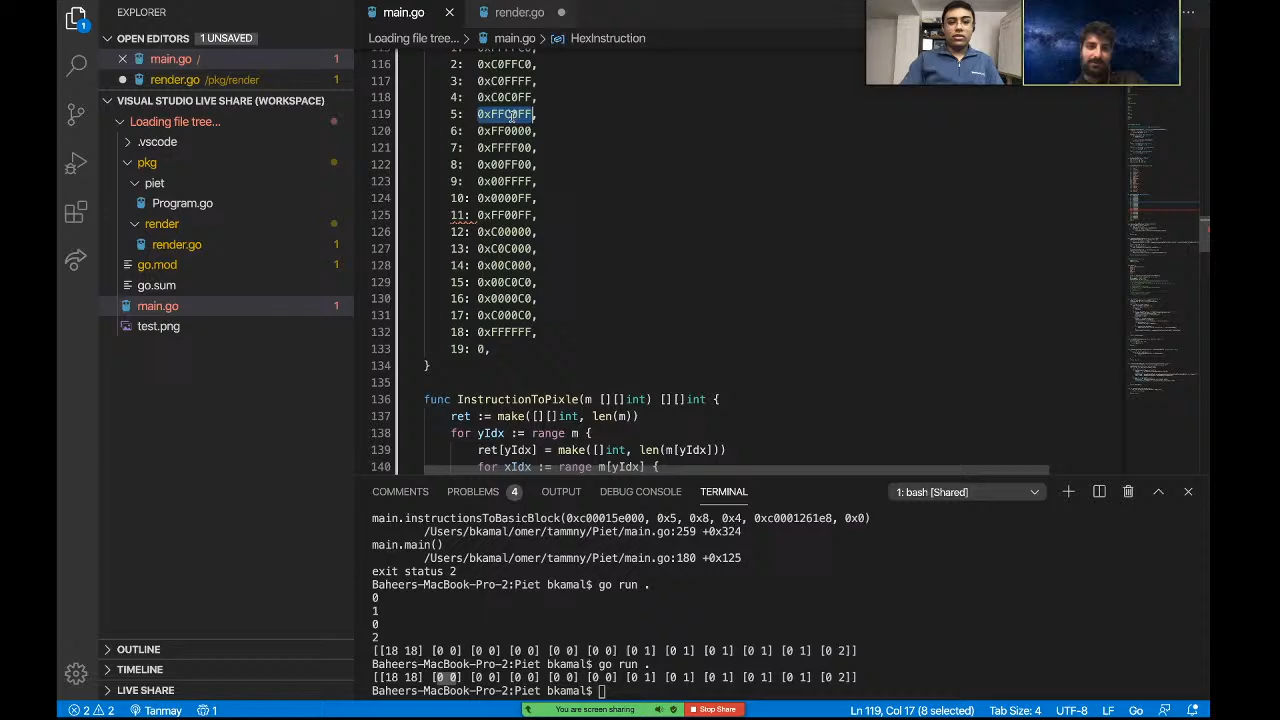 EXPLORER
OPEN EDITORS 1 UNSAVED
main.go / 1
render.go /pkg/render 1
VISUAL STUDIO LIVE SHARE (WORKSPACE)
Loading file tree...
.vscode
pkg
piet
Program.go
render
render.go 1
go.mod 1
go.sum
main.go 1
test.png
OUTLINE
TIMELINE
LIVE SHARE
main.go
render.go
Loading file tree... > main.go > HexInstruction
116 2: 0xC0FFC0,
117 3: 0xC0FFFF,
118 4: 0xC0C0FF,
119 5: 0xFFC0FF,
120 6: 0xFF0000,
121 7: 0xFFFF00,
122 8: 0x00FF00,
123 9: 0x00FFFF,
124 10: 0x0000FF,
125 11: 0xFF00FF,
126 12: 0xC00000,
127 13: 0xC0C000,
128 14: 0x00C000,
129 15: 0x00C0C0,
130 16: 0x0000C0,
131 17: 0xC000C0,
132 18: 0xFFFFFF,
133 19: 0,
134 }
135
136 func InstructionToPixle(m [][]int) [][]int {
137 ret := make([][]int, len(m))
138 for yIdx := range m {
139 ret[yIdx] = make([]int, len(m[yIdx]))
140 for xIdx := range m[yIdx] {
COMMENTS PROBLEMS 4 OUTPUT DEBUG CONSOLE TERMINAL 1: bash [Shared]
main.instructionsToBasicBlock(0xc00015e000, 0x5, 0x8, 0x4, 0xc0001261e8, 0x0)
/Users/bkamal/omer/tammny/Piet/main.go:259 +0x324
main.main()
/Users/bkamal/omer/tammny/Piet/main.go:180 +0x125
exit status 2
Baheers-MacBook-Pro-2:Piet bkamal$ go run .
0
1
0
2
[[18 18] [0 0] [0 0] [0 0] [0 0] [0 1] [0 1] [0 1] [0 1] [0 1] [0 2]]
Baheers-MacBook-Pro-2:Piet bkamal$ go run .
[[18 18] [0 0] [0 0] [0 0] [0 0] [0 1] [0 1] [0 1] [0 1] [0 1] [0 2]]
Baheers-MacBook-Pro-2:Piet bkamal$
2 2 Tanmay 1 You are screen sharing Stop Share Ln 119, Col 17 (8 selected) Tab Size: 4 UTF-8 LF Go